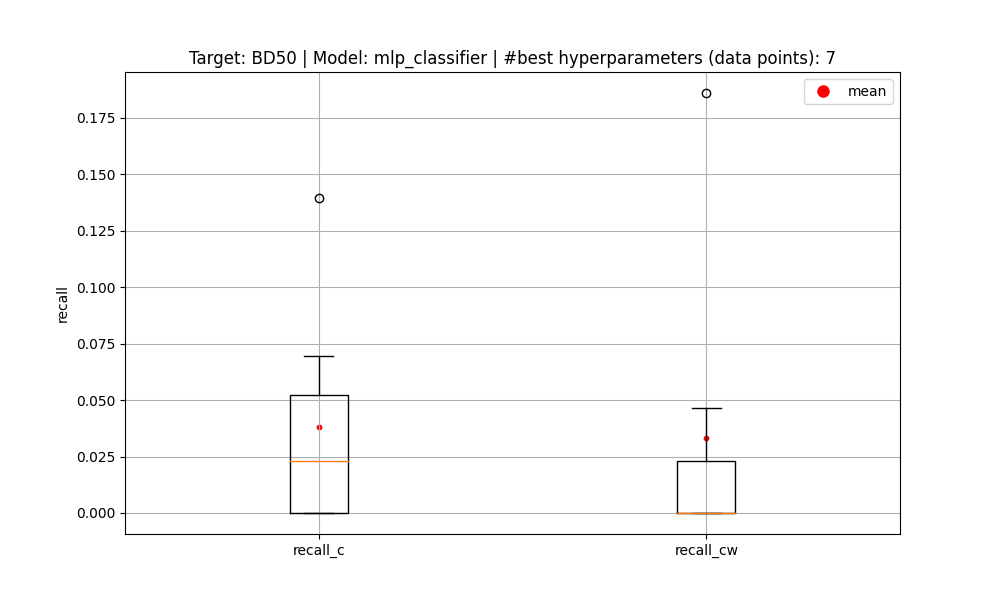 Target: BD50 | Model: mlp_classifier | #best hyperparameters (data points): 7
mean
0.175
0.150
0.125
0.100
0.075
0.050
0.025
0.000
recall
recall_c
recall_cw